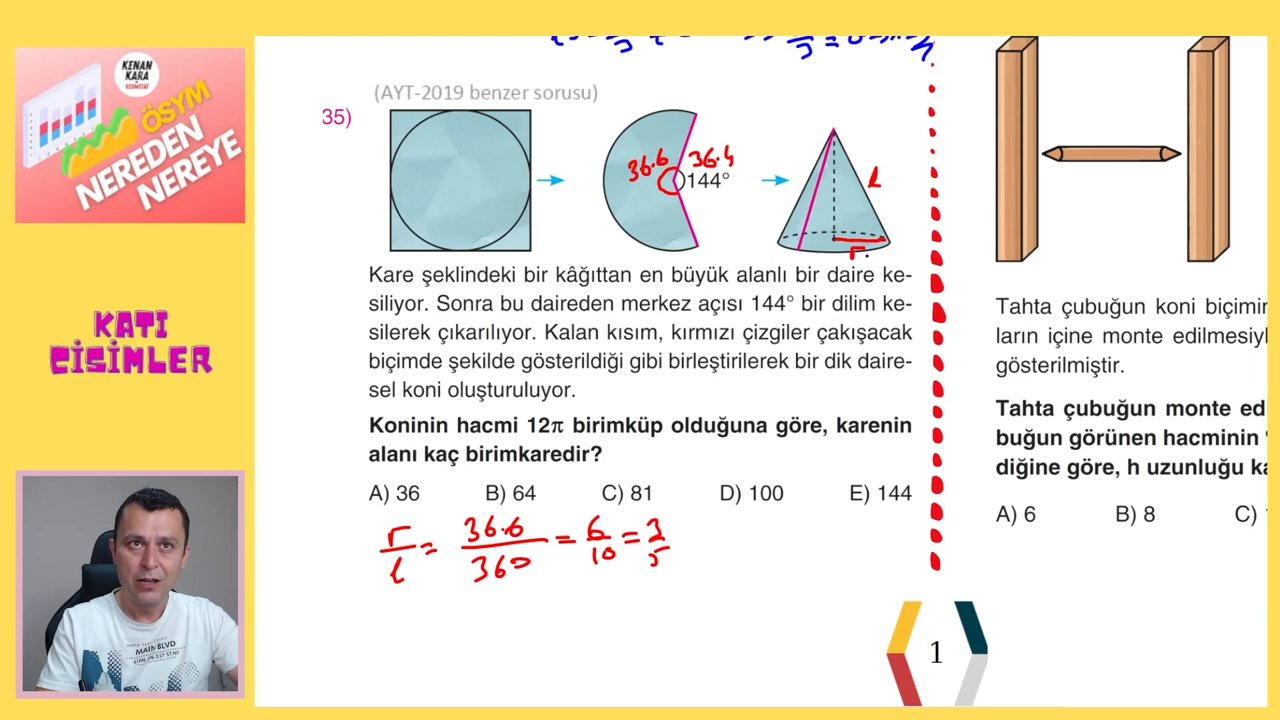 KENAN
KARA
ÖSYM
NEREDEN
NEREYE
KATI
CİSİMLER
(AYT-2019 benzer sorusu)
35)
36.6
36.4
144°
l
r
Kare şeklindeki bir kâğıttan en büyük alanlı bir daire ke-
siliyor. Sonra bu daireden merkez açısı 144° bir dilim ke-
silerek çıkarılıyor. Kalan kısım, kırmızı çizgiler çakışacak
biçimde şekilde gösterildiği gibi birleştirilerek bir dik daire-
sel koni oluşturuluyor.
Koninin hacmi 12π birimküp olduğuna göre, karenin
alanı kaç birimkaredir?
A) 36 B) 64 C) 81 D) 100 E) 144
r/l = 36.6/360 = 6/10 = 3/5
Tahta çubuğun koni biçimin
ların içine monte edilmesiyl
gösterilmiştir.
Tahta çubuğun monte ed
buğun görünen hacminin
diğine göre, h uzunluğu ka
A) 6 B) 8 C)
1
MAIN BLVD